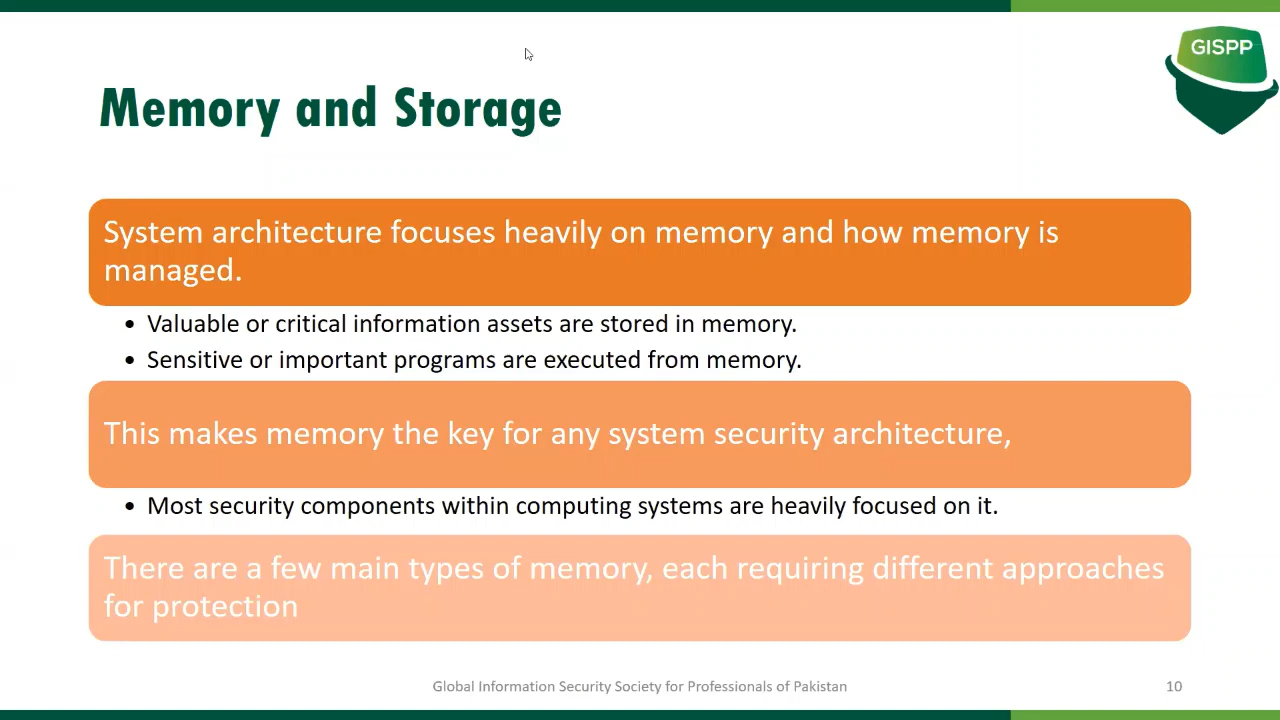 GISPP
Memory and Storage
System architecture focuses heavily on memory and how memory is
managed.
• Valuable or critical information assets are stored in memory.
• Sensitive or important programs are executed from memory.
This makes memory the key for any system security architecture,
• Most security components within computing systems are heavily focused on it.
There are a few main types of memory, each requiring different approaches
for protection
Global Information Security Society for Professionals of Pakistan
10